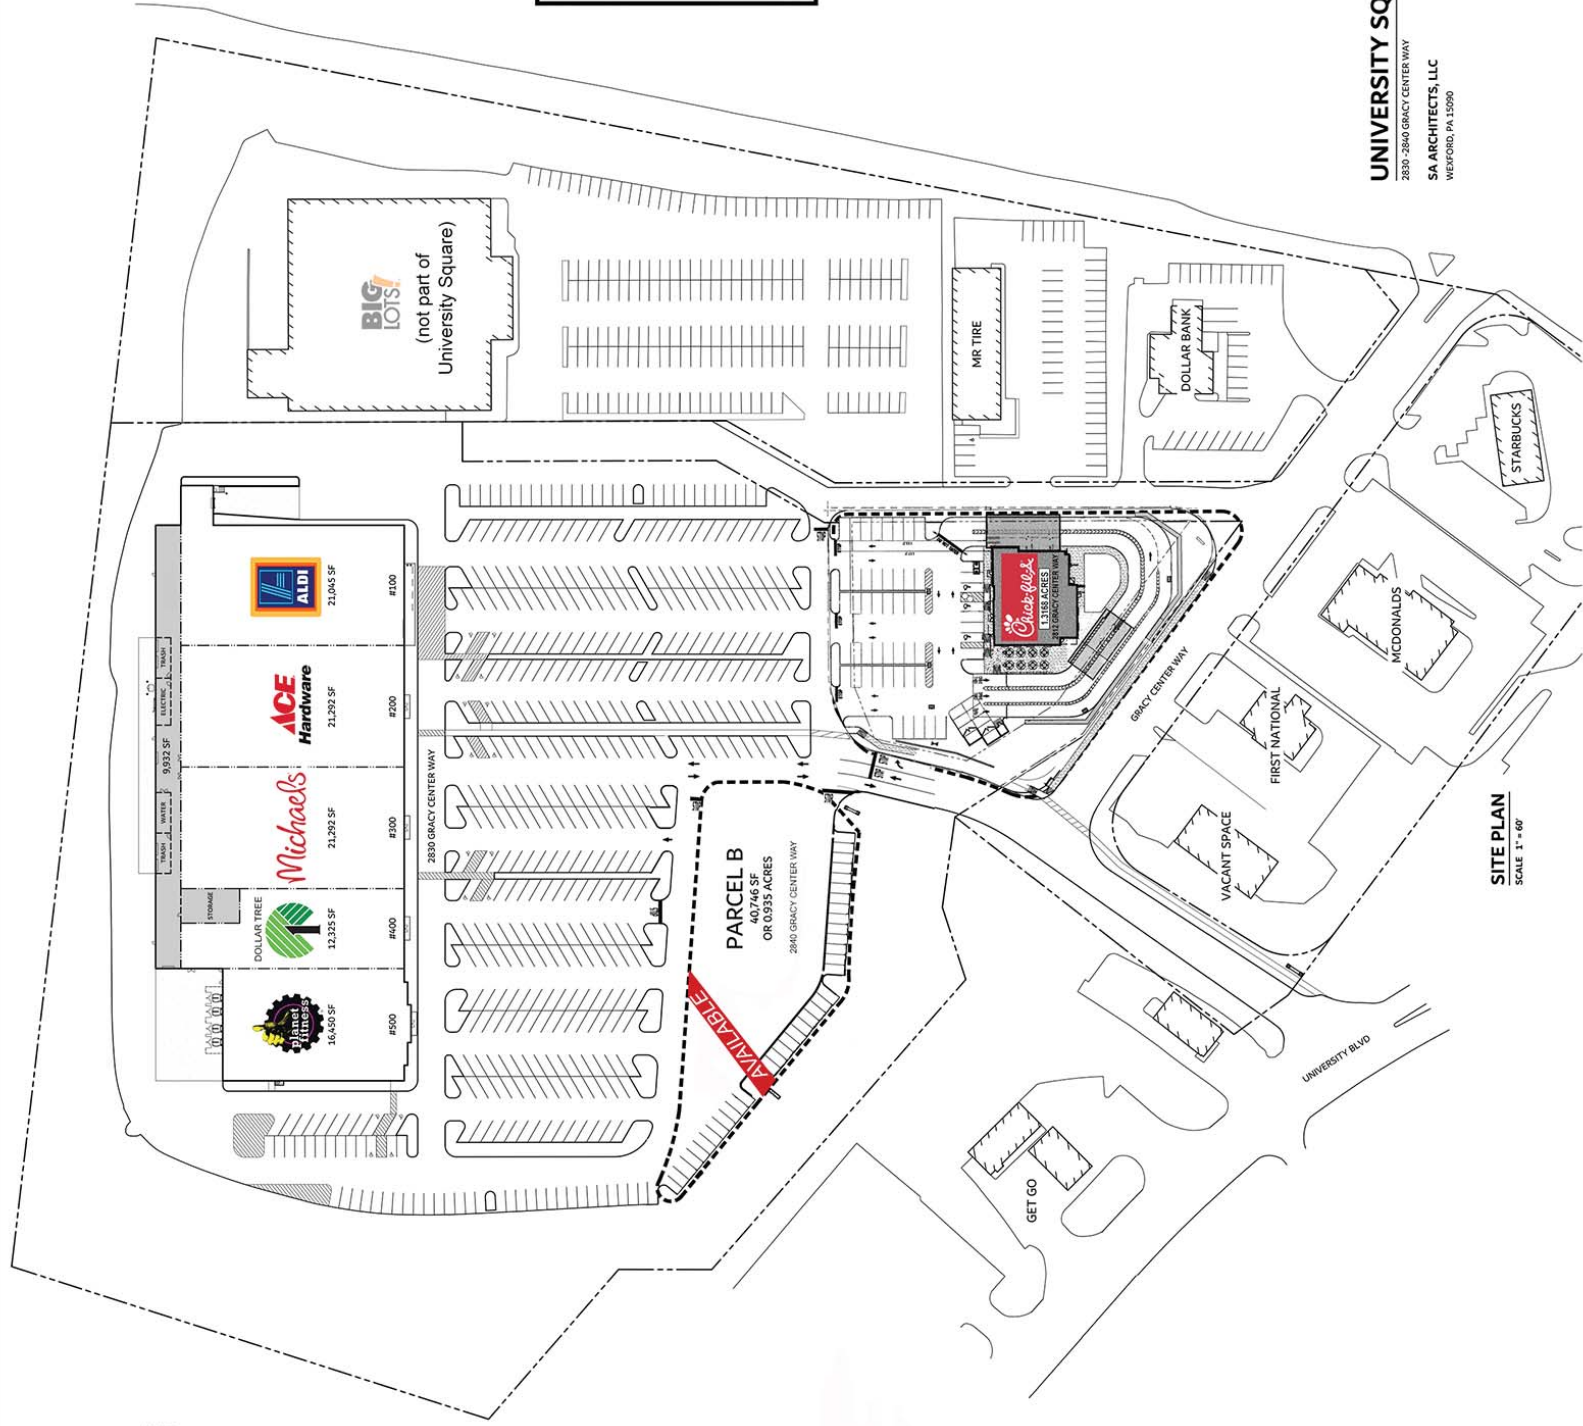 UNIVERSITY SQ
2830 -2840 GRACY CENTER WAY
SA ARCHITECTS, LLC
WEXFORD, PA 15090
BIG
LOTS!
(not part of
University Square)
MR TIRE
DOLLAR BANK
STARBUCKS
MCDONALDS
FIRST NATIONAL
VACANT SPACE
GET GO
UNIVERSITY BLVD
GRACY CENTER WAY
Chick-fil-A
1.3168 ACRES
2812 GRACY CENTER WAY
STOP
STOP
PARCEL B
40,746 SF
OR 0.935 ACRES
2840 GRACY CENTER WAY
AVAILABLE
2830 GRACY CENTER WAY
TRASH
WATER
9,932 SF
ELECTRIC
TRASH
STORAGE
planet
fitness
16,450 SF
#500
DOLLAR TREE
1
12,325 SF
#400
Michaels
21,292 SF
#300
ACE
Hardware
21,292 SF
#200
ALDI
21,045 SF
#100
SITE PLAN
SCALE 1" = 60'